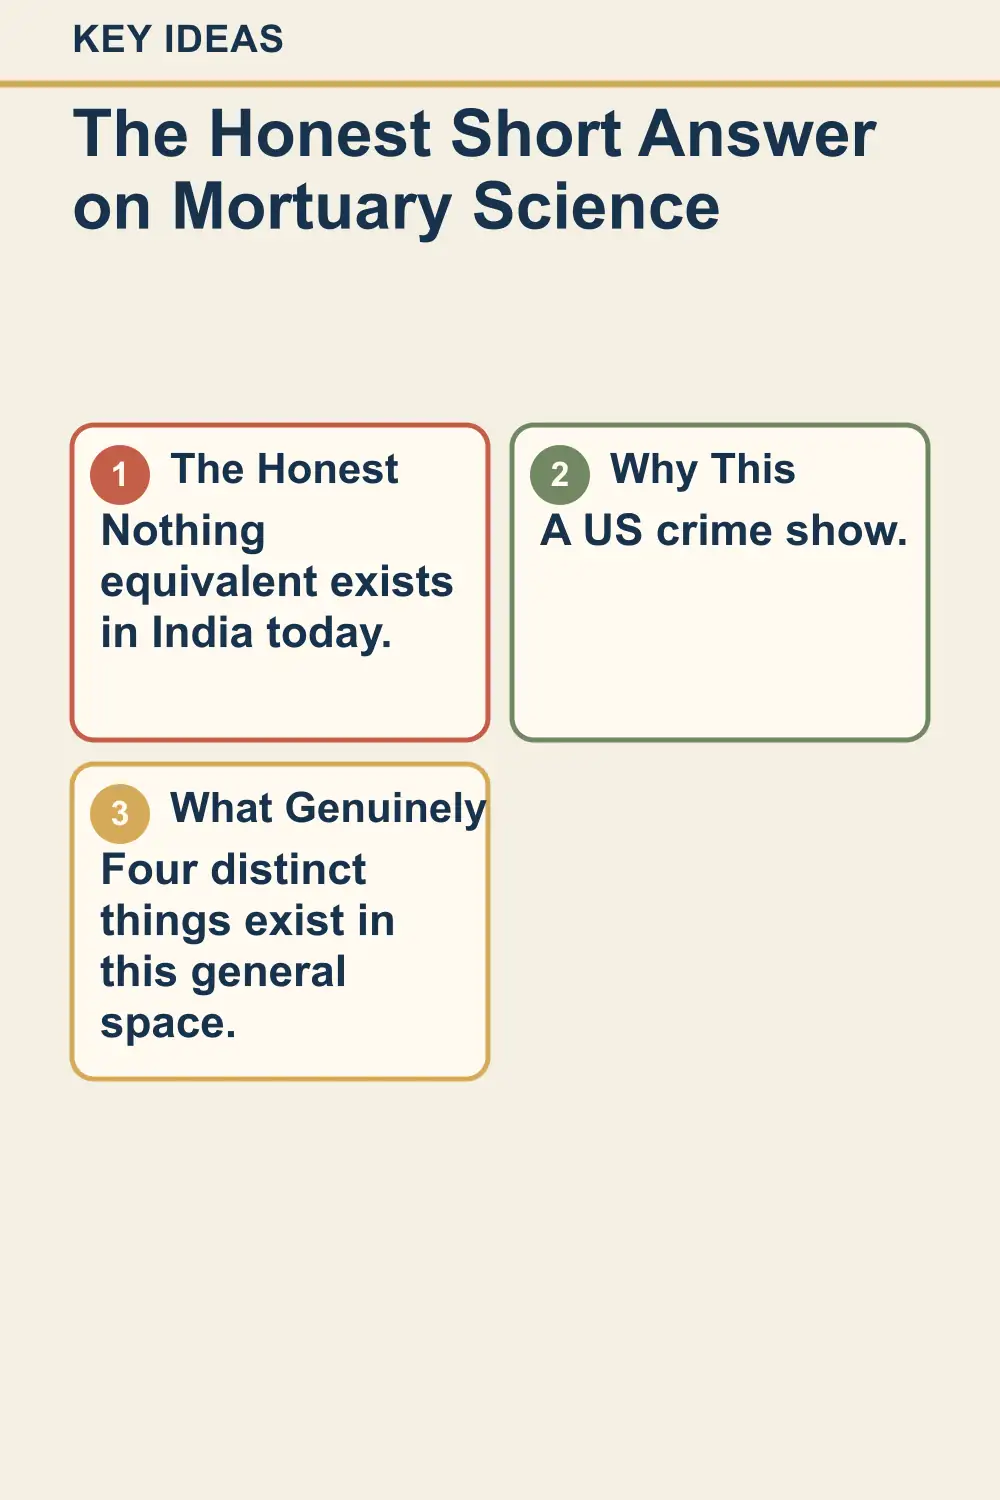 KEY IDEAS
The Honest Short Answer
on Mortuary Science
1 The Honest
Nothing
equivalent exists
in India today.
2 Why This
A US crime show.
3 What Genuinely
Four distinct
things exist in
this general
space.